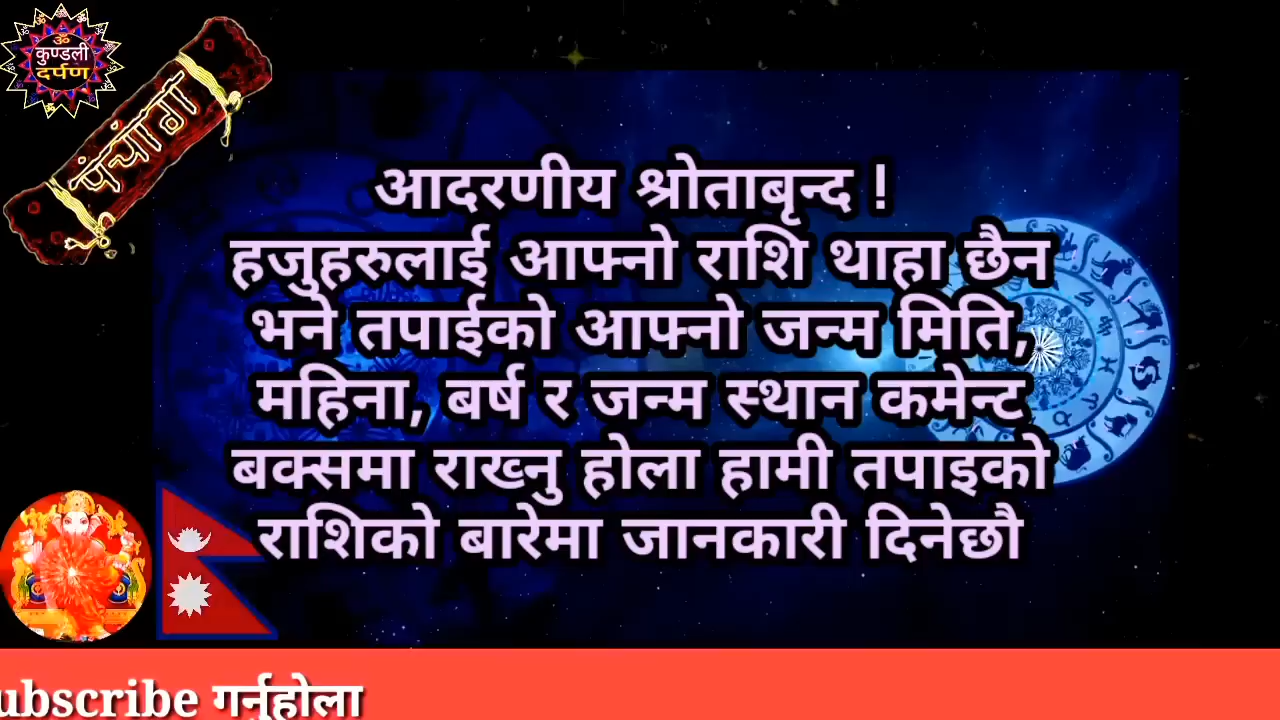 ॐ
कुण्डली
दर्पण
पंचांग
आदरणीय श्रोताबृन्द !
हजुहरुलाई आफ्नो राशि थाहा छैन
भने तपाईको आफ्नो जन्म मिति,
महिना, बर्ष र जन्म स्थान कमेन्ट
बक्समा राख्नु होला हामी तपाइको
राशिको बारेमा जानकारी दिनेछौ
ubscribe गर्नुहोला